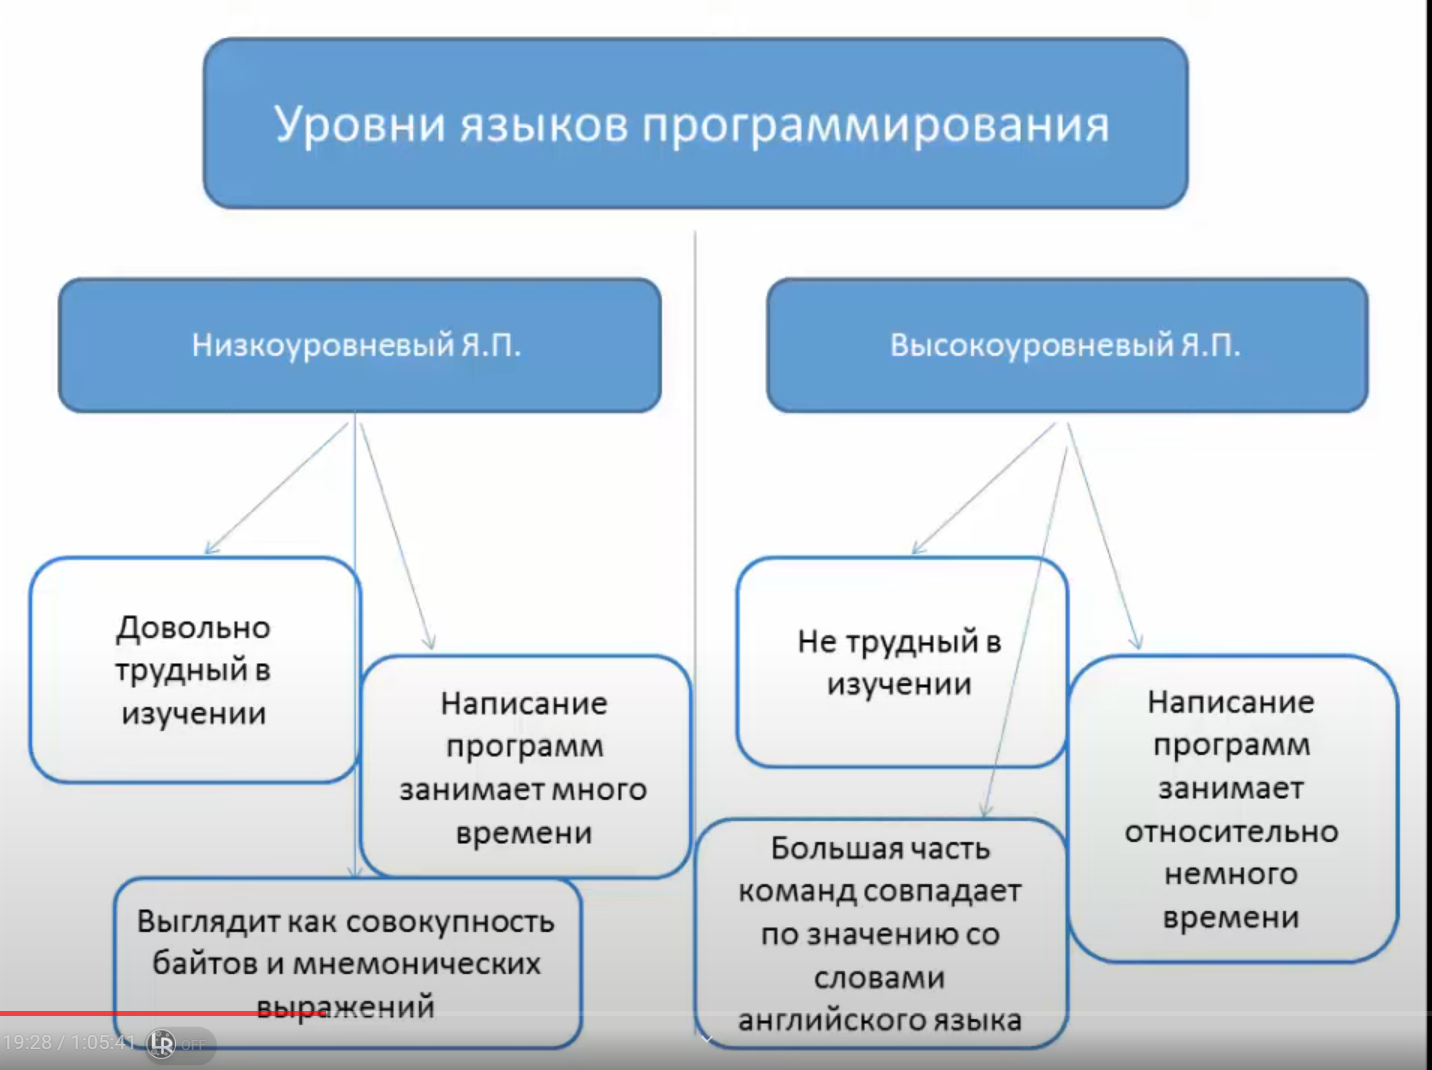 Уровни языков программирования
Низкоуровневый Я.П.
Высокоуровневый Я.П.
Довольно
трудный в
изучении
Написание
программ
занимает много
времени
Выглядит как совокупность
байтов и мнемонических
выражений
Не трудный в
изучении
Написание
программ
занимает
относительно
немного
времени
Большая часть
команд совпадает
по значению со
словами
английского языка
19:28 / 1:05:41
LR OFF